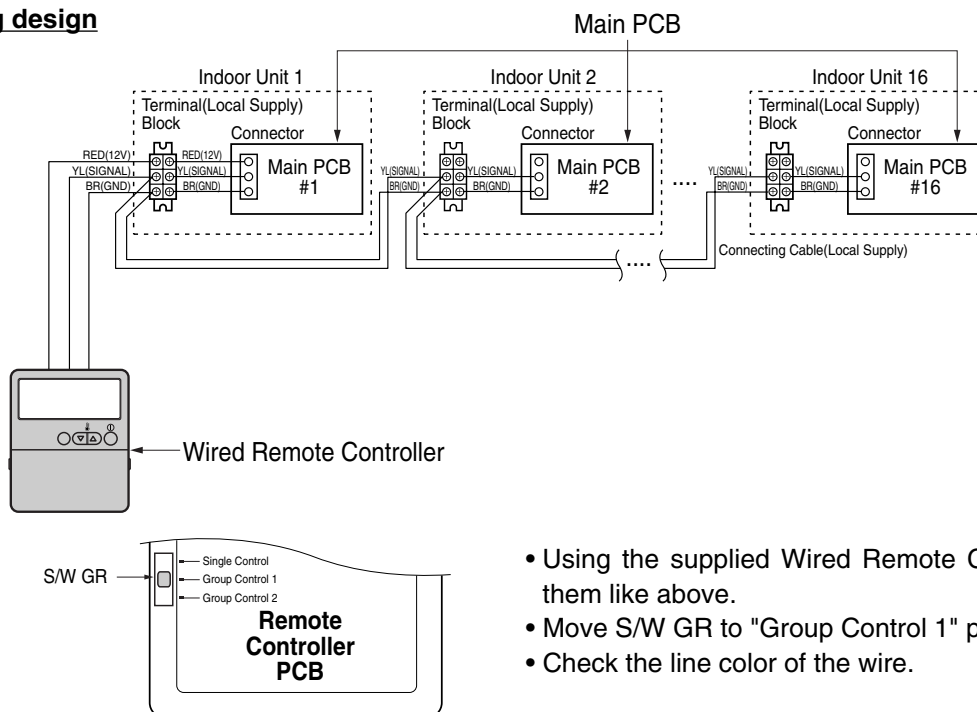 design
Main PCB
Indoor Unit 1
Indoor Unit 2
Indoor Unit 16
Terminal(Local Supply)
Block
Connector
Terminal(Local Supply)
Block
Connector
Terminal(Local Supply)
Block
Connector
RED(12V)
YL(SIGNAL)
BR(GND)
RED(12V)
YL(SIGNAL)
BR(GND)
Main PCB
#1
YL(SIGNAL)
BR(GND)
YL(SIGNAL)
BR(GND)
Main PCB
#2
....
YL(SIGNAL)
BR(GND)
YL(SIGNAL)
BR(GND)
Main PCB
#16
....
Connecting Cable(Local Supply)
Wired Remote Controller
S/W GR
Single Control
Group Control 1
Group Control 2
Remote
Controller
PCB
• Using the supplied Wired Remote
them like above.
• Move S/W GR to "Group Control 1"
• Check the line color of the wire.